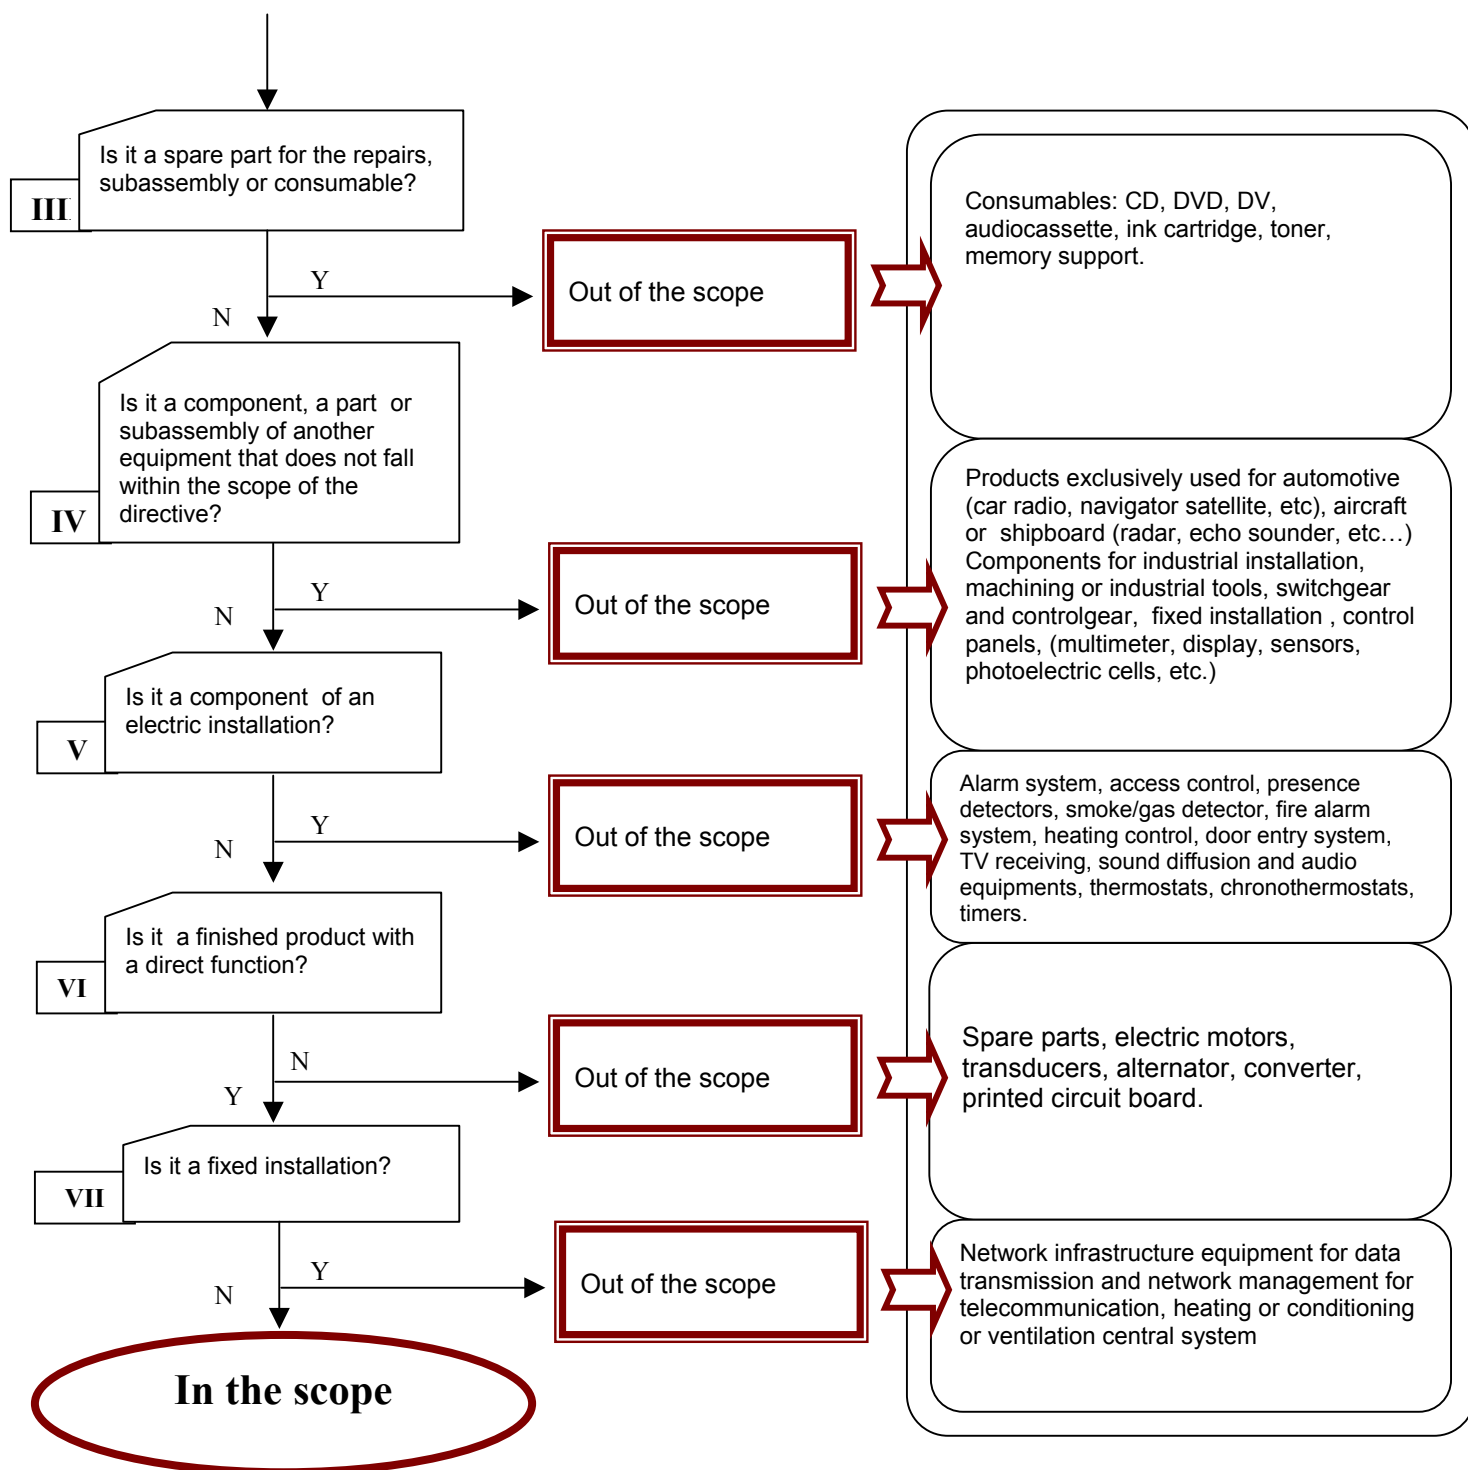 Is it a spare part for the repairs,
subassembly or consumable?
III
Y
N
Out of the scope
Consumables: CD, DVD, DV,
audiocassette, ink cartridge, toner,
memory support.
Is it a component, a part or
subassembly of another
equipment that does not fall
within the scope of the
directive?
IV
Y
N
Out of the scope
Products exclusively used for automotive
(car radio, navigator satellite, etc), aircraft
or shipboard (radar, echo sounder, etc…)
Components for industrial installation,
machining or industrial tools, switchgear
and controlgear, fixed installation , control
panels, (multimeter, display, sensors,
photoelectric cells, etc.)
Is it a component of an
electric installation?
V
Y
N
Out of the scope
Alarm system, access control, presence
detectors, smoke/gas detector, fire alarm
system, heating control, door entry system,
TV receiving, sound diffusion and audio
equipments, thermostats, chronothermostats,
timers.
Is it a finished product with
a direct function?
VI
N
Y
Out of the scope
Spare parts, electric motors,
transducers, alternator, converter,
printed circuit board.
Is it a fixed installation?
VII
Y
N
Out of the scope
Network infrastructure equipment for data
transmission and network management for
telecommunication, heating or conditioning
or ventilation central system
In the scope